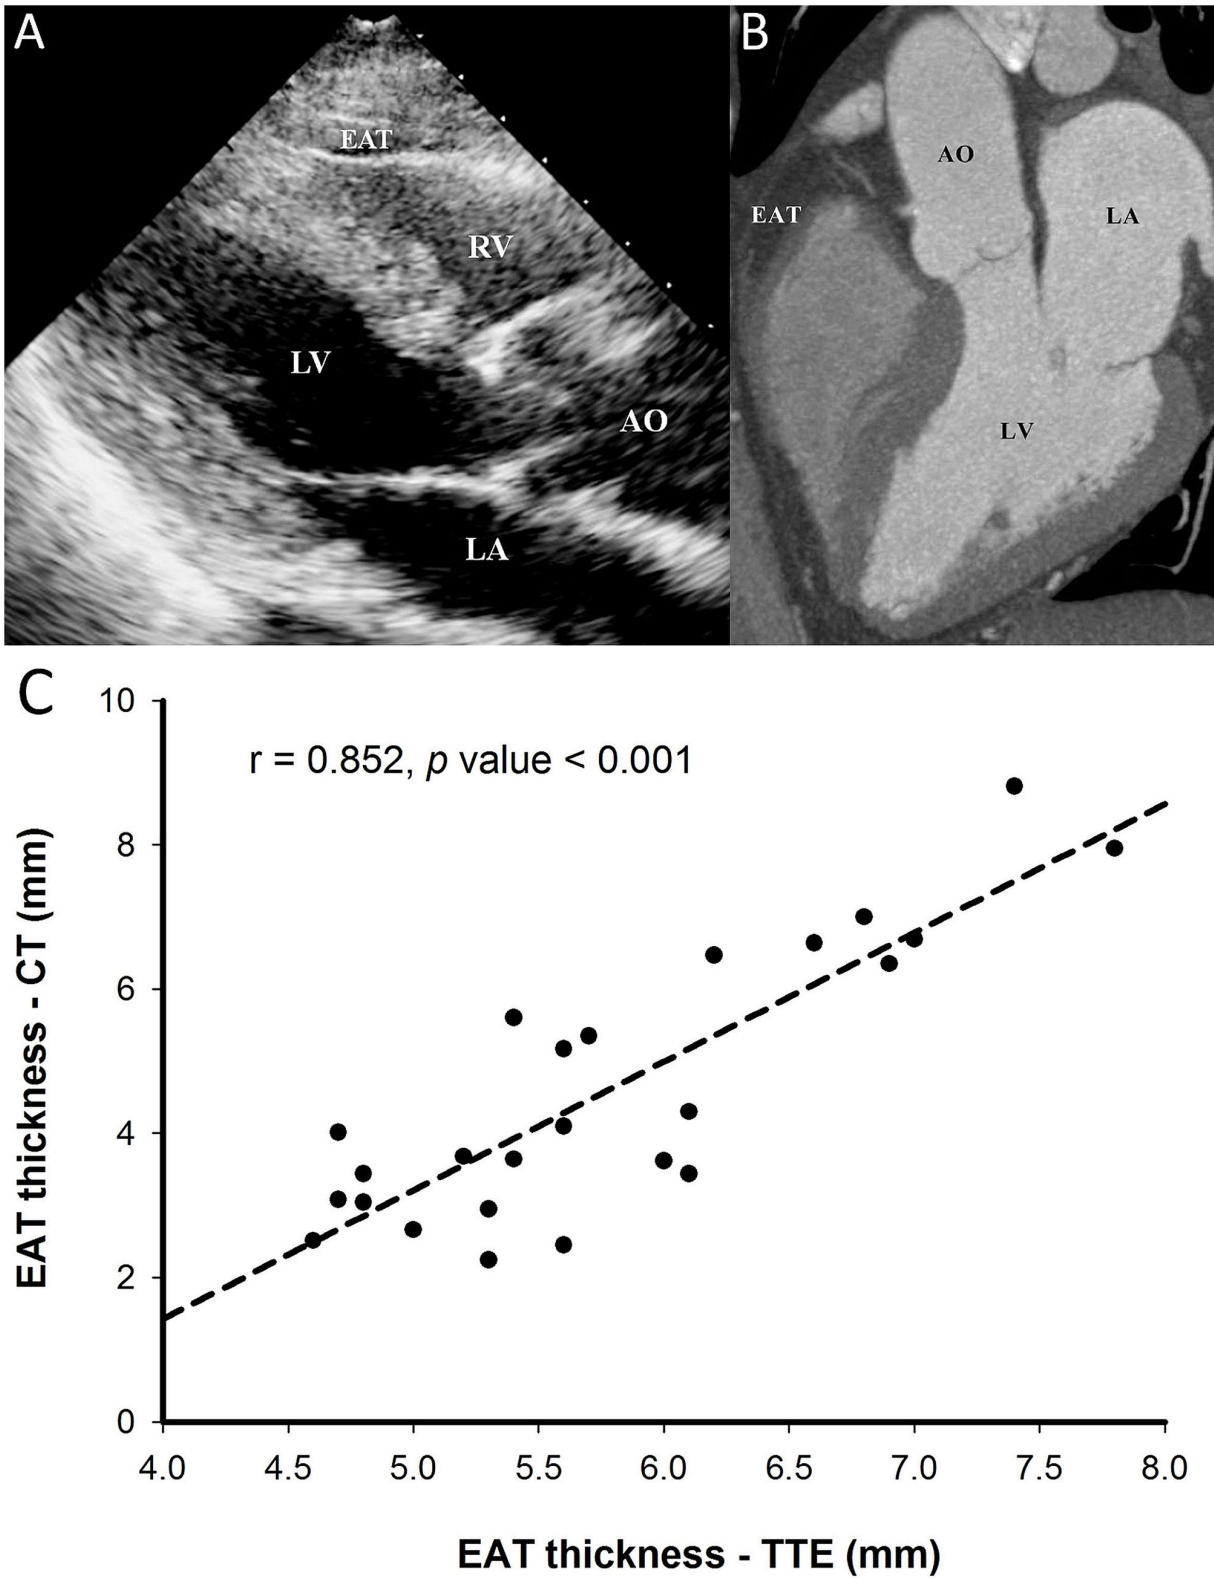 A
EAT
RV
LV
AO
LA
B
AO
LA
EAT
LV
C
r = 0.852, p value < 0.001
EAT thickness - CT (mm)
10
8
6
4
2
0
4.0 4.5 5.0 5.5 6.0 6.5 7.0 7.5 8.0
EAT thickness - TTE (mm)